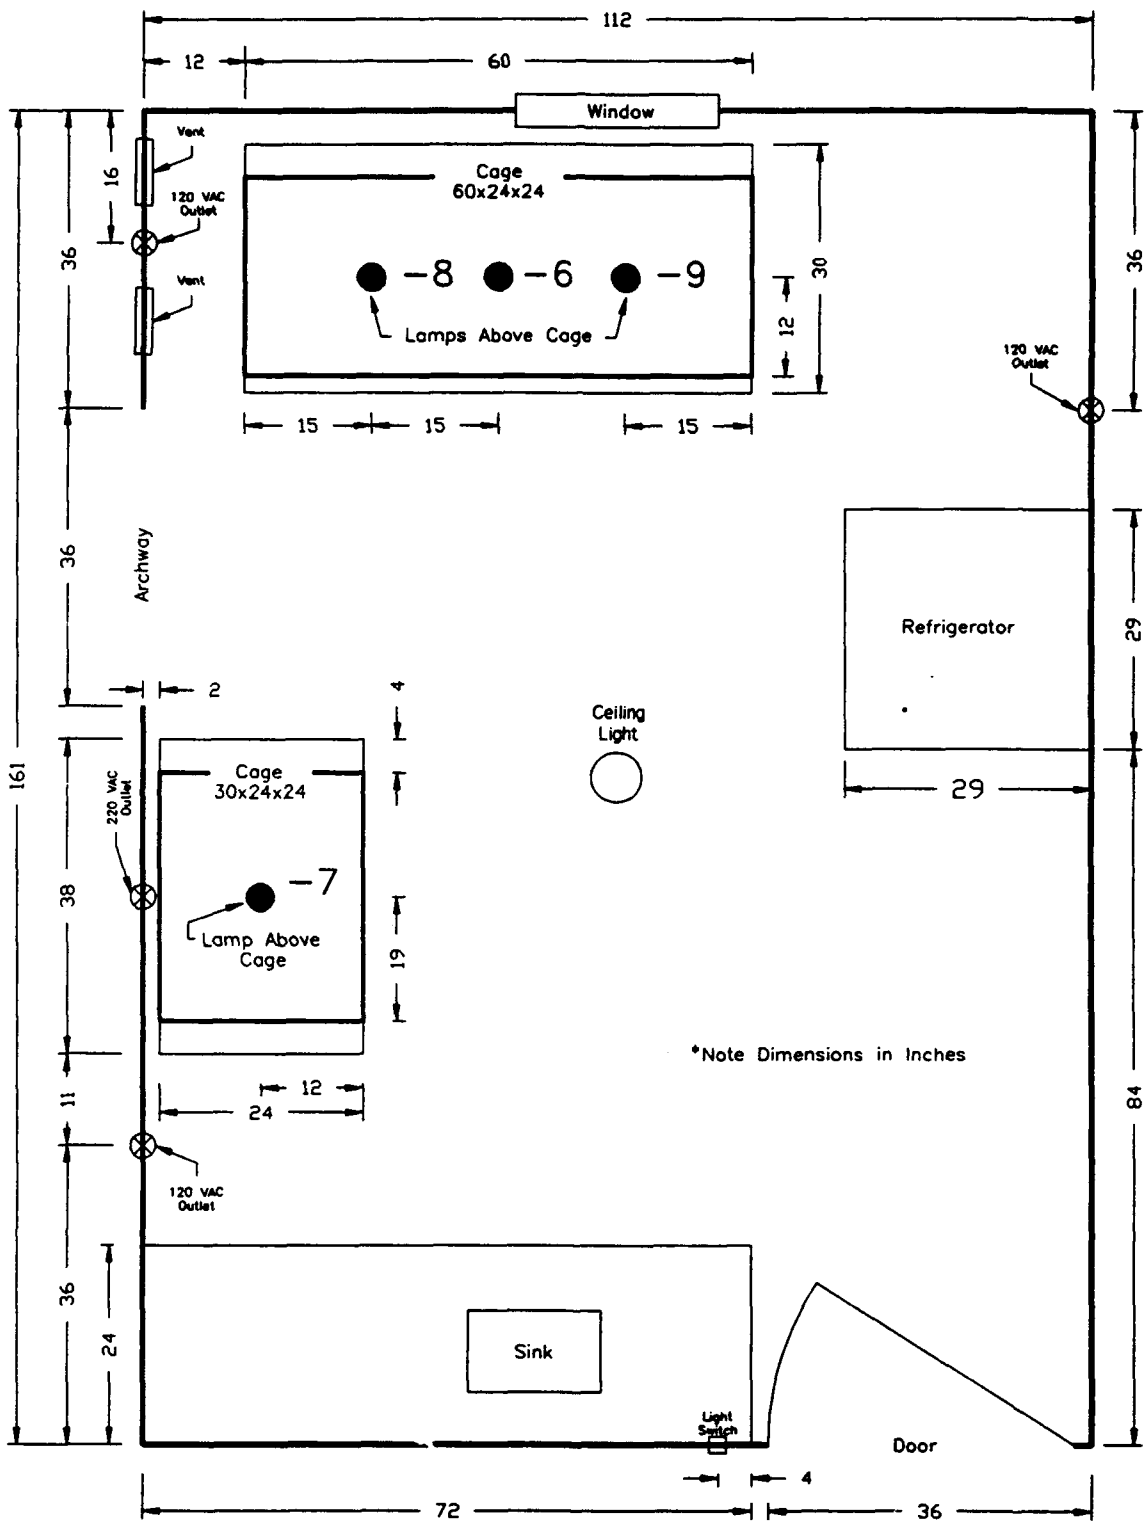 112
12
60
Window
Vent
16
120 VAC
Outlet
Cage
60x24x24
36
36
30
-8
-6
-9
Vent
12
Lamps Above Cage
120 VAC
Outlet
15
15
15
36
Archway
Refrigerator
29
2
4
Ceiling
Light
161
29
Cage
30x24x24
220 VAC
Outlet
38
-7
Lamp Above
Cage
19
*Note Dimensions in Inches
11
12
24
84
120 VAC
Outlet
36
24
Sink
Light
Switch
Door
4
72
36